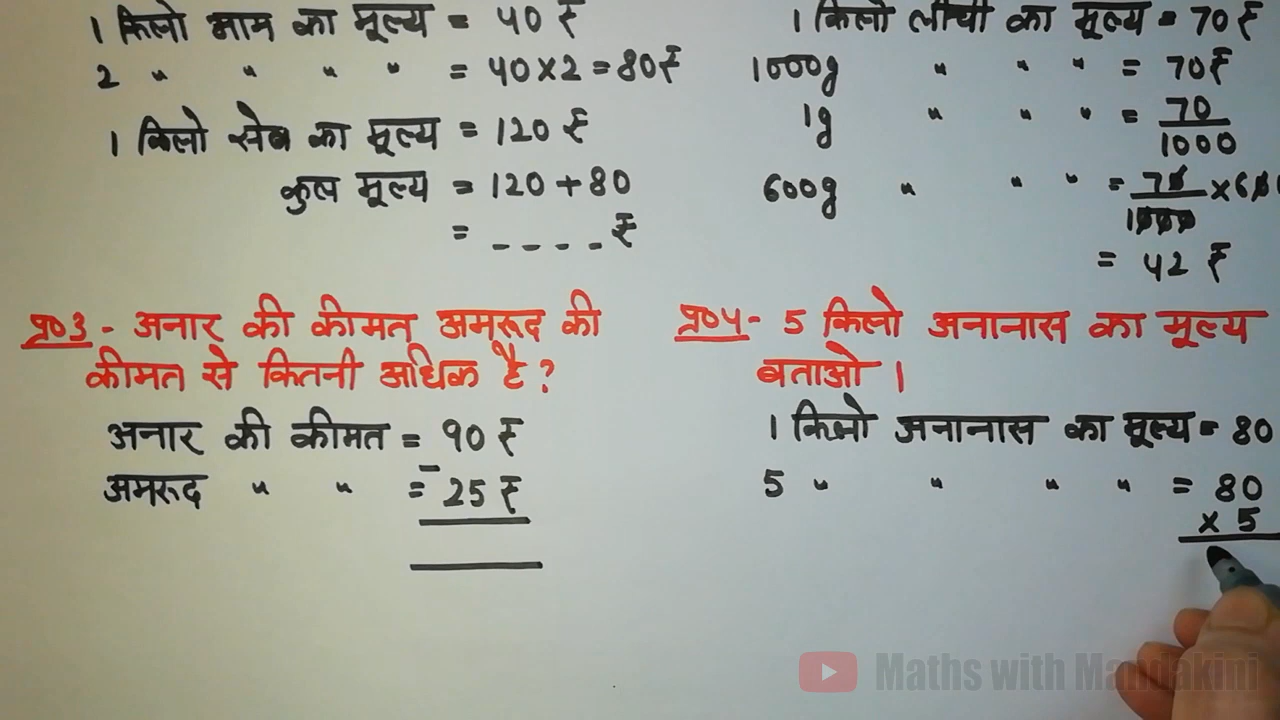 1 किलो आम का मूल्य = 40 ₹
2 " " " " = 40×2 = 80₹
1 किलो सेब का मूल्य = 120 ₹
कुल मूल्य = 120 + 80
= _ _ _ _ ₹
1 किलो लीची का मूल्य = 70 ₹
1000g " " " = 70₹
1g " " " = 70/1000
600g " " " = 70/1000 × 600
= 42 ₹
प्र03 - अनार की कीमत अमरूद की
कीमत से कितनी अधिक है ?
अनार की कीमत = 90 ₹
अमरूद " " = - 25 ₹
प्र04 - 5 किलो अनानास का मूल्य
बताओ ।
1 किलो अनानास का मूल्य = 80
5 " " " " = 80
× 5
Maths with Mandakini